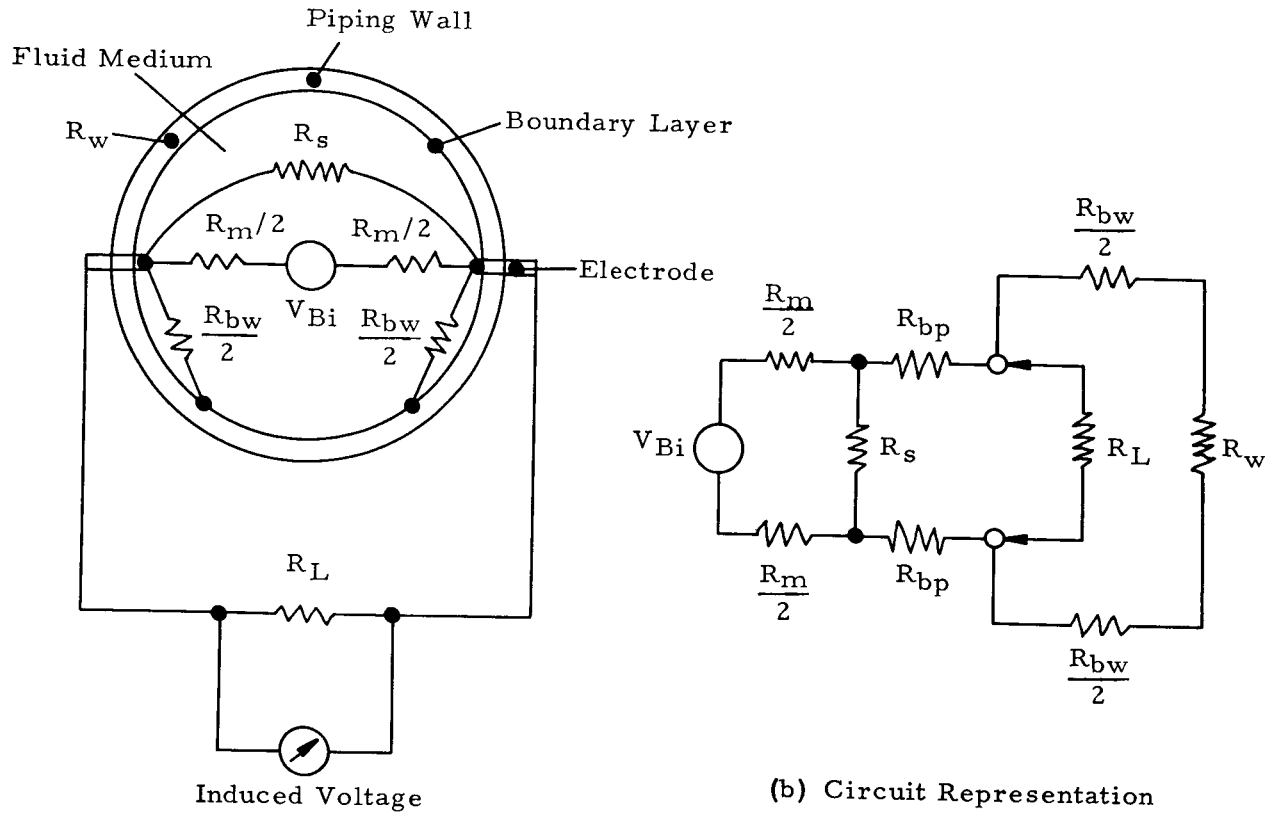 Piping Wall
Fluid Medium
R_w
R_s
Boundary Layer
R_m/2
R_m/2
Electrode
V_Bi
R_bw
2
R_bw
2
R_L
Induced Voltage
R_bw
2
R_m
2
R_bp
V_Bi
R_s
R_L
R_w
R_m
2
R_bp
R_bw
2
(b) Circuit Representation